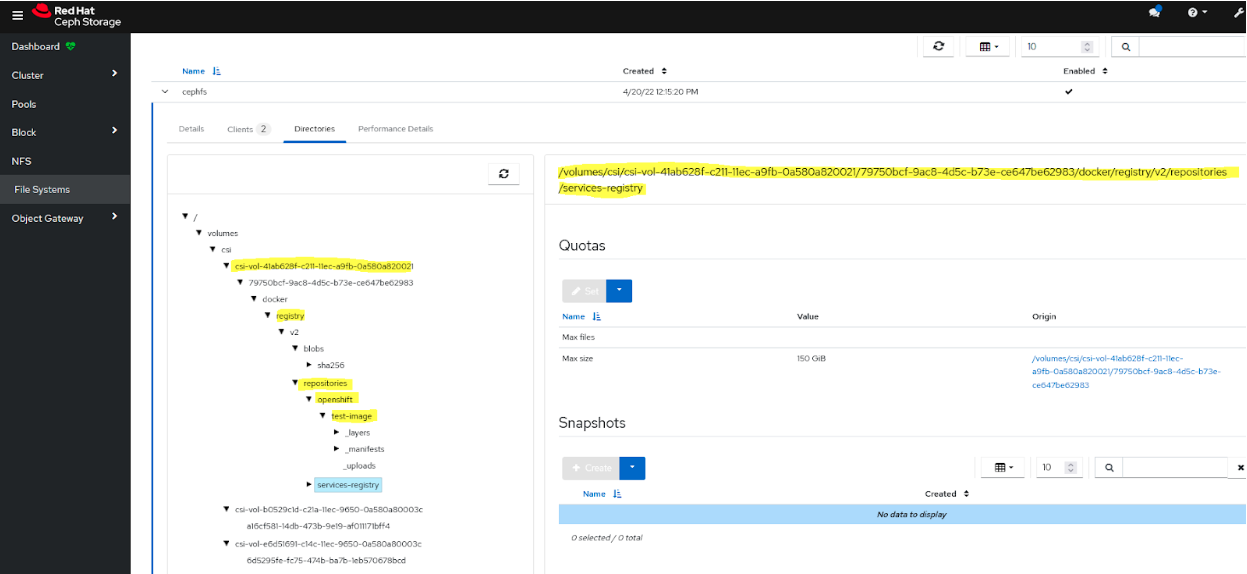 Red Hat
Ceph Storage
Dashboard
Cluster
Pools
Block
NFS
File Systems
Object Gateway
10
Name Created Enabled
cephfs 4/20/22 12:15:20 PM
Details Clients 2 Directories Performance Details
/
volumes
csi
csi-vol-41ab628f-c211-11ec-a9fb-0a580a820021
79750bcf-9ac8-4d5c-b73e-ce647be62983
docker
registry
v2
blobs
sha256
repositories
openshift
test-image
_layers
_manifests
_uploads
services-registry
csi-vol-b0529c1d-c21a-11ec-9650-0a580a80003c
a16cf581-14db-473b-9e19-af011171bff4
csi-vol-e6d51691-c14c-11ec-9650-0a580a80003c
6d5295fe-fc75-474b-ba7b-1eb570678bcd
/volumes/csi/csi-vol-41ab628f-c211-11ec-a9fb-0a580a820021/79750bcf-9ac8-4d5c-b73e-ce647be62983/docker/registry/v2/repositories
/services-registry
Quotas
Set
Name Value Origin
Max files
Max size 150 GiB /volumes/csi/csi-vol-41ab628f-c211-11ec-
a9fb-0a580a820021/79750bcf-9ac8-4d5c-b73e-
ce647be62983
Snapshots
Create
10
Name Created
No data to display
0 selected / 0 total